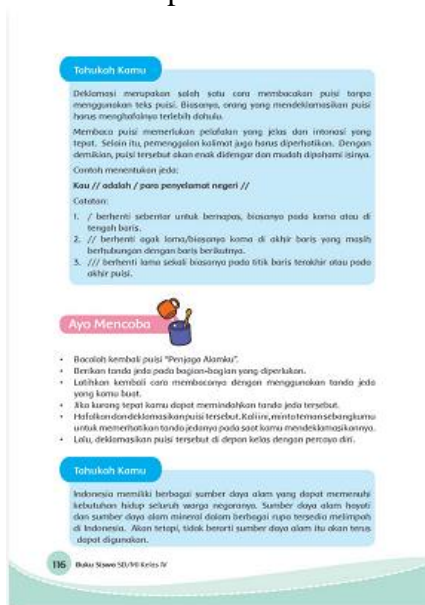 Tahukah Kamu
Deklamasi merupakan salah satu cara membacakan puisi tanpa
menggunakan teks puisi. Biasanya, orang yang mendeklamasikan puisi
harus menghafalnya terlebih dahulu.
Membaca puisi memerlukan pelafalan yang jelas dan intonasi yang
tepat. Selain itu, pemenggalan kalimat juga harus diperhatikan. Dengan
demikian, puisi tersebut akan enak didengar dan mudah dipahami isinya.
Contoh menentukan jeda:
Kau // adalah / para penyelamat negeri //
Catatan:
1. / berhenti sebentar untuk bernapas, biasanya pada koma atau di
tengah baris.
2. // berhenti agak lama/biasanya koma di akhir baris yang masih
berhubungan dengan baris berikutnya.
3. /// berhenti lama sekali biasanya pada titik baris terakhir atau pada
akhir puisi.
Ayo Mencoba
• Bacalah kembali puisi "Penjaga Alamku".
• Berikan tanda jeda pada bagian-bagian yang diperlukan.
• Latihkan kembali cara membacanya dengan menggunakan tanda jeda
yang kamu buat.
• Jika kurang tepat kamu dapat memindahkan tanda jeda tersebut.
• Hafalkan dan deklamasikan puisi tersebut. Kali ini, minta teman sebangkumu
untuk memerhatikan tanda jedanya pada saat kamu mendeklamasikannya.
• Lalu, deklamasikan puisi tersebut di depan kelas dengan percaya diri.
Tahukah Kamu
Indonesia memiliki berbagai sumber daya alam yang dapat memenuhi
kebutuhan hidup seluruh warga negaranya. Sumber daya alam hayati
dan sumber daya alam mineral dalam berbagai rupa tersedia melimpah
di Indonesia. Akan tetapi, tidak berarti sumber daya alam itu akan terus
dapat digunakan.
116 Buku Siswa SD/MI Kelas IV